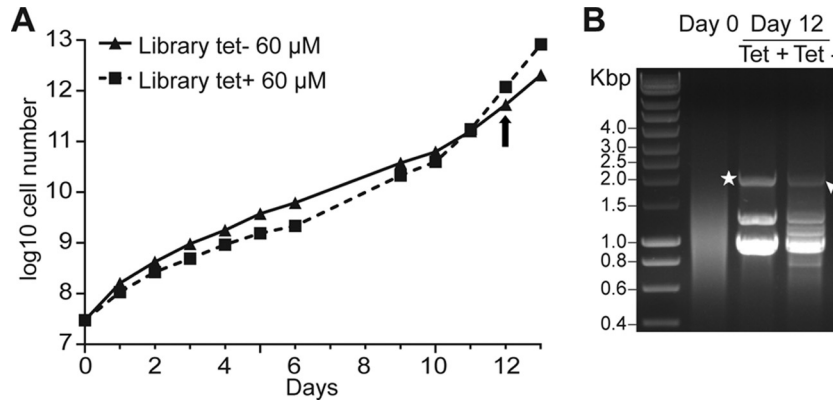 A
13
12
11
10
9
8
7
log10 cell number
Library tet- 60 µM
Library tet+ 60 µM
0
2
4
6
8
10
12
Days
B
Day 0 Day 12
Tet + Tet -
Kbp
4.0
3.0
2.5
2.0
1.5
1.0
0.8
0.6
0.4